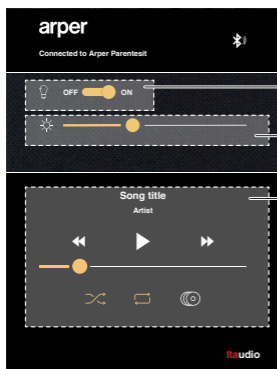 arper
Connected to Arper Parentesit
OFF ON
Song title
Artist
itaudio